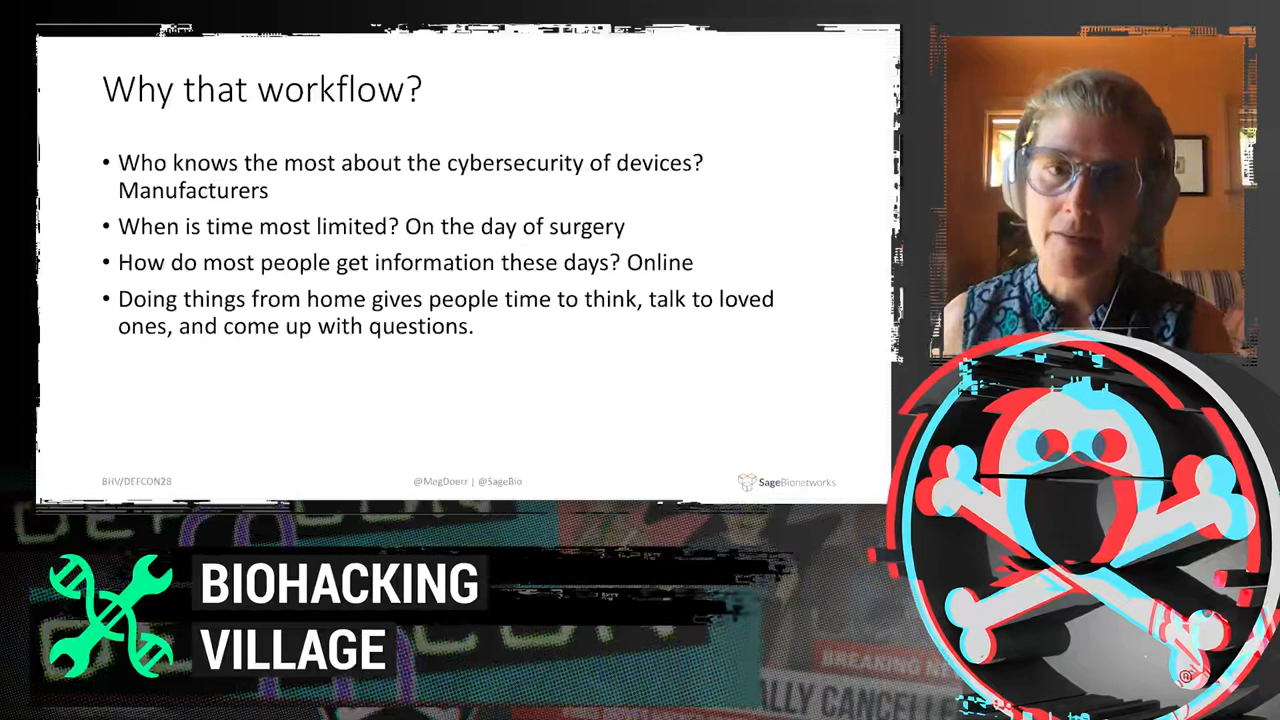 Why that workflow?
• Who knows the most about the cybersecurity of devices?
Manufacturers
• When is time most limited? On the day of surgery
• How do most people get information these days? Online
• Doing things from home gives people time to think, talk to loved
ones, and come up with questions.
BHV/DEFCON28
@MegDoerr | @SageBio
SageBionetworks
BIOHACKING
VILLAGE
BREAKING
ALLY CANCELLE
®